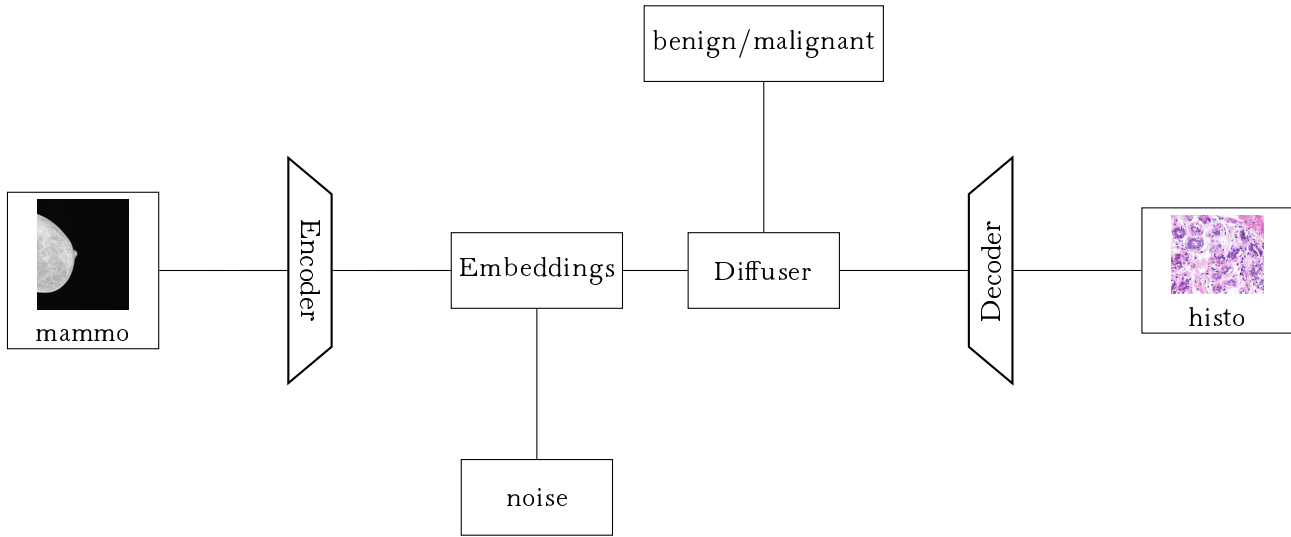 benign/malignant
mammo
Encoder
Embeddings
Diffuser
Decoder
histo
noise